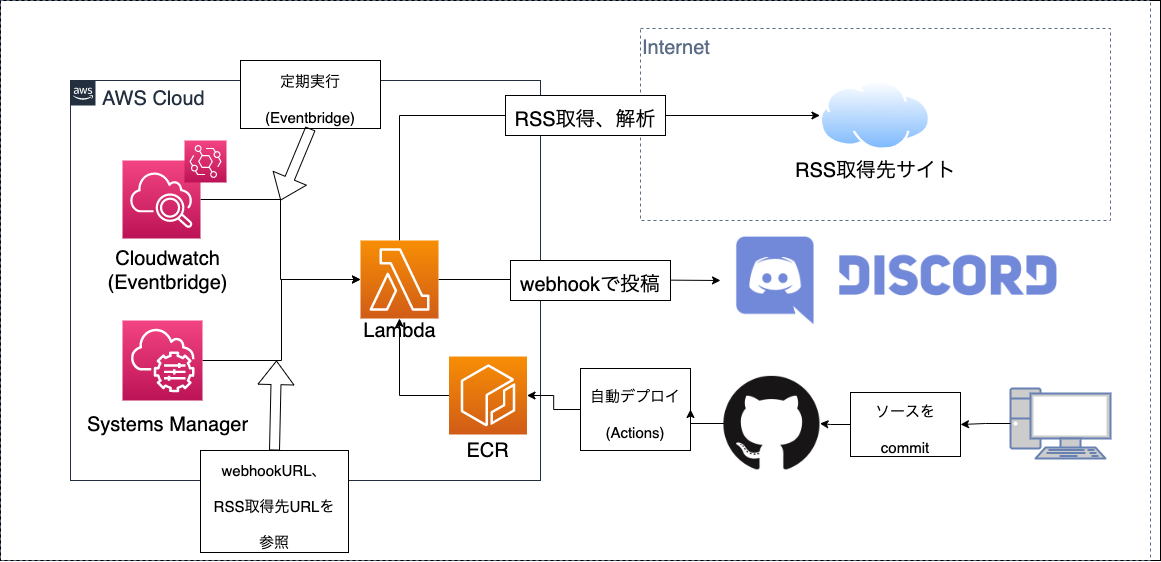 Internet
定期実行
(Eventbridge)
aws
AWS Cloud
RSS取得、解析
RSS取得先サイト
Cloudwatch
(Eventbridge)
webhookで投稿
DISCORD
Lambda
Systems Manager
ECR
自動デプロイ
(Actions)
ソースを
commit
webhookURL、
RSS取得先URLを
参照